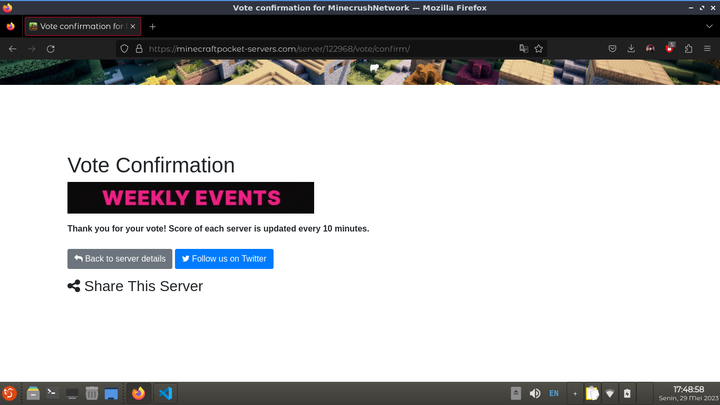 Vote confirmation for MinecrushNetwork — Mozilla Firefox
Vote confirmation for
https://minecraftpocket-servers.com/server/122968/vote/confirm/
Vote Confirmation
WEEKLY EVENTS
Thank you for your vote! Score of each server is updated every 10 minutes.
Back to server details
Follow us on Twitter
Share This Server
EN
17:48:58
Senin, 29 Mei 2023